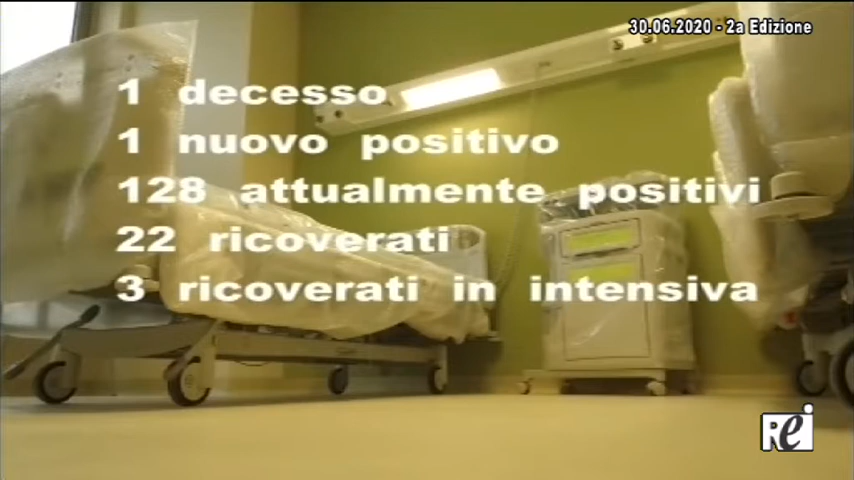 30.06.2020 - 2a Edizione
1 decesso
1 nuovo positivo
128 attualmente positivi
22 ricoverati
3 ricoverati in intensiva
Rei